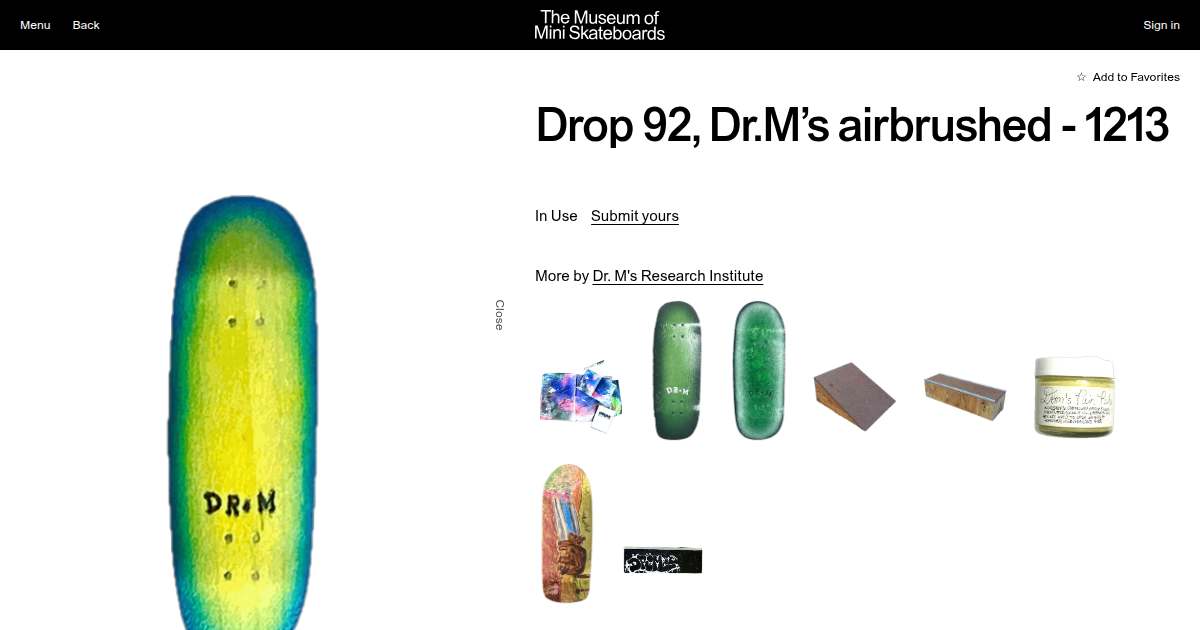 Menu
Back
The Museum of
Mini Skateboards
Sign in
☆ Add to Favorites
Drop 92, Dr.M’s airbrushed - 1213
In Use
Submit yours
More by Dr. M's Research Institute
Close
DR•M
DR•M